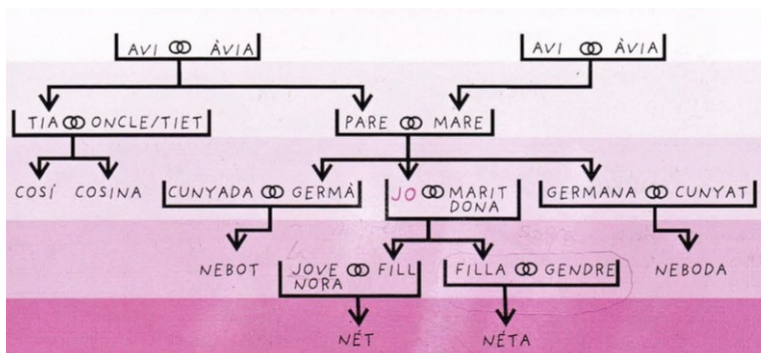 AVI ÀVIA AVI ÀVIA
TIA ONCLE/TIET PARE MARE
COSÍ COSINA CUNYADA GERMÀ JO MARIT GERMANA CUNYAT
DONA
NEBOT JOVE FILL FILLA GENDRE NEBODA
NORA
NÉT NÉTA